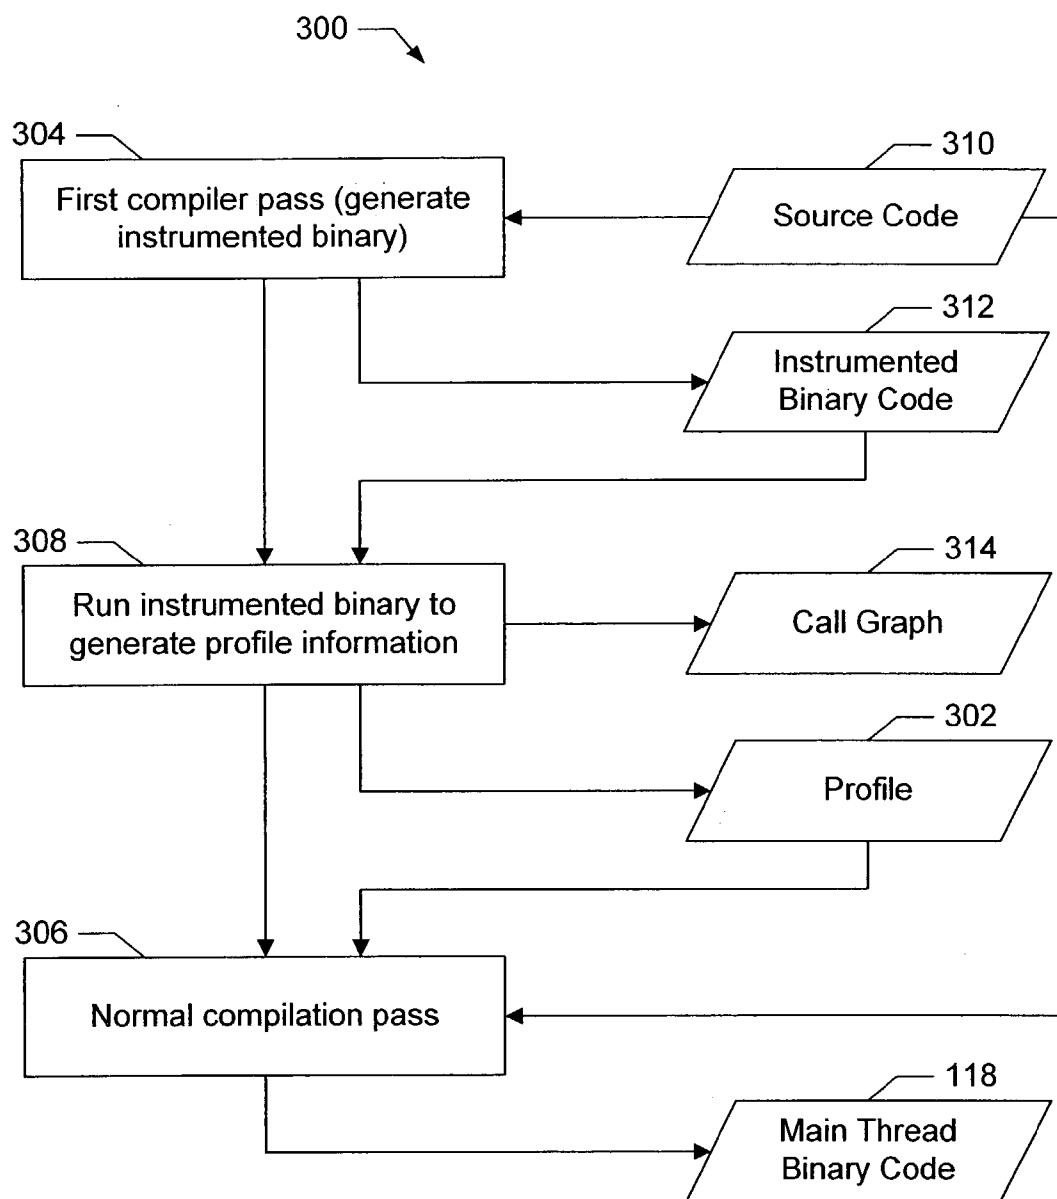 300
304
First compiler pass (generate
instrumented binary)
310
Source Code
312
Instrumented
Binary Code
308
Run instrumented binary to
generate profile information
314
Call Graph
302
Profile
306
Normal compilation pass
118
Main Thread
Binary Code